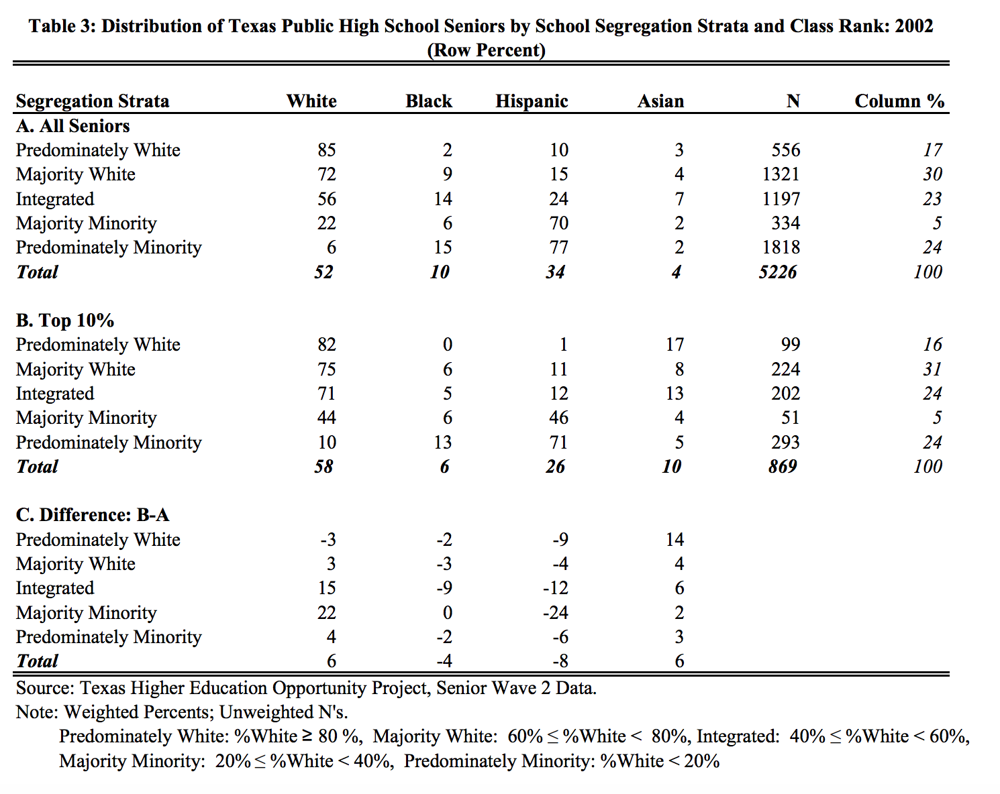 Table 3: Distribution of Texas Public High School Seniors by School Segregation Strata and Class Rank: 2002
(Row Percent)
Segregation Strata White Black Hispanic Asian N Column %
A. All Seniors
Predominately White 85 2 10 3 556 17
Majority White 72 9 15 4 1321 30
Integrated 56 14 24 7 1197 23
Majority Minority 22 6 70 2 334 5
Predominately Minority 6 15 77 2 1818 24
Total 52 10 34 4 5226 100
B. Top 10%
Predominately White 82 0 1 17 99 16
Majority White 75 6 11 8 224 31
Integrated 71 5 12 13 202 24
Majority Minority 44 6 46 4 51 5
Predominately Minority 10 13 71 5 293 24
Total 58 6 26 10 869 100
C. Difference: B-A
Predominately White -3 -2 -9 14
Majority White 3 -3 -4 4
Integrated 15 -9 -12 6
Majority Minority 22 0 -24 2
Predominately Minority 4 -2 -6 3
Total 6 -4 -8 6
Source: Texas Higher Education Opportunity Project, Senior Wave 2 Data.
Note: Weighted Percents; Unweighted N's.
Predominately White: %White ≥ 80 %, Majority White: 60% ≤ %White < 80%, Integrated: 40% ≤ %White < 60%,
Majority Minority: 20% ≤ %White < 40%, Predominately Minority: %White < 20%